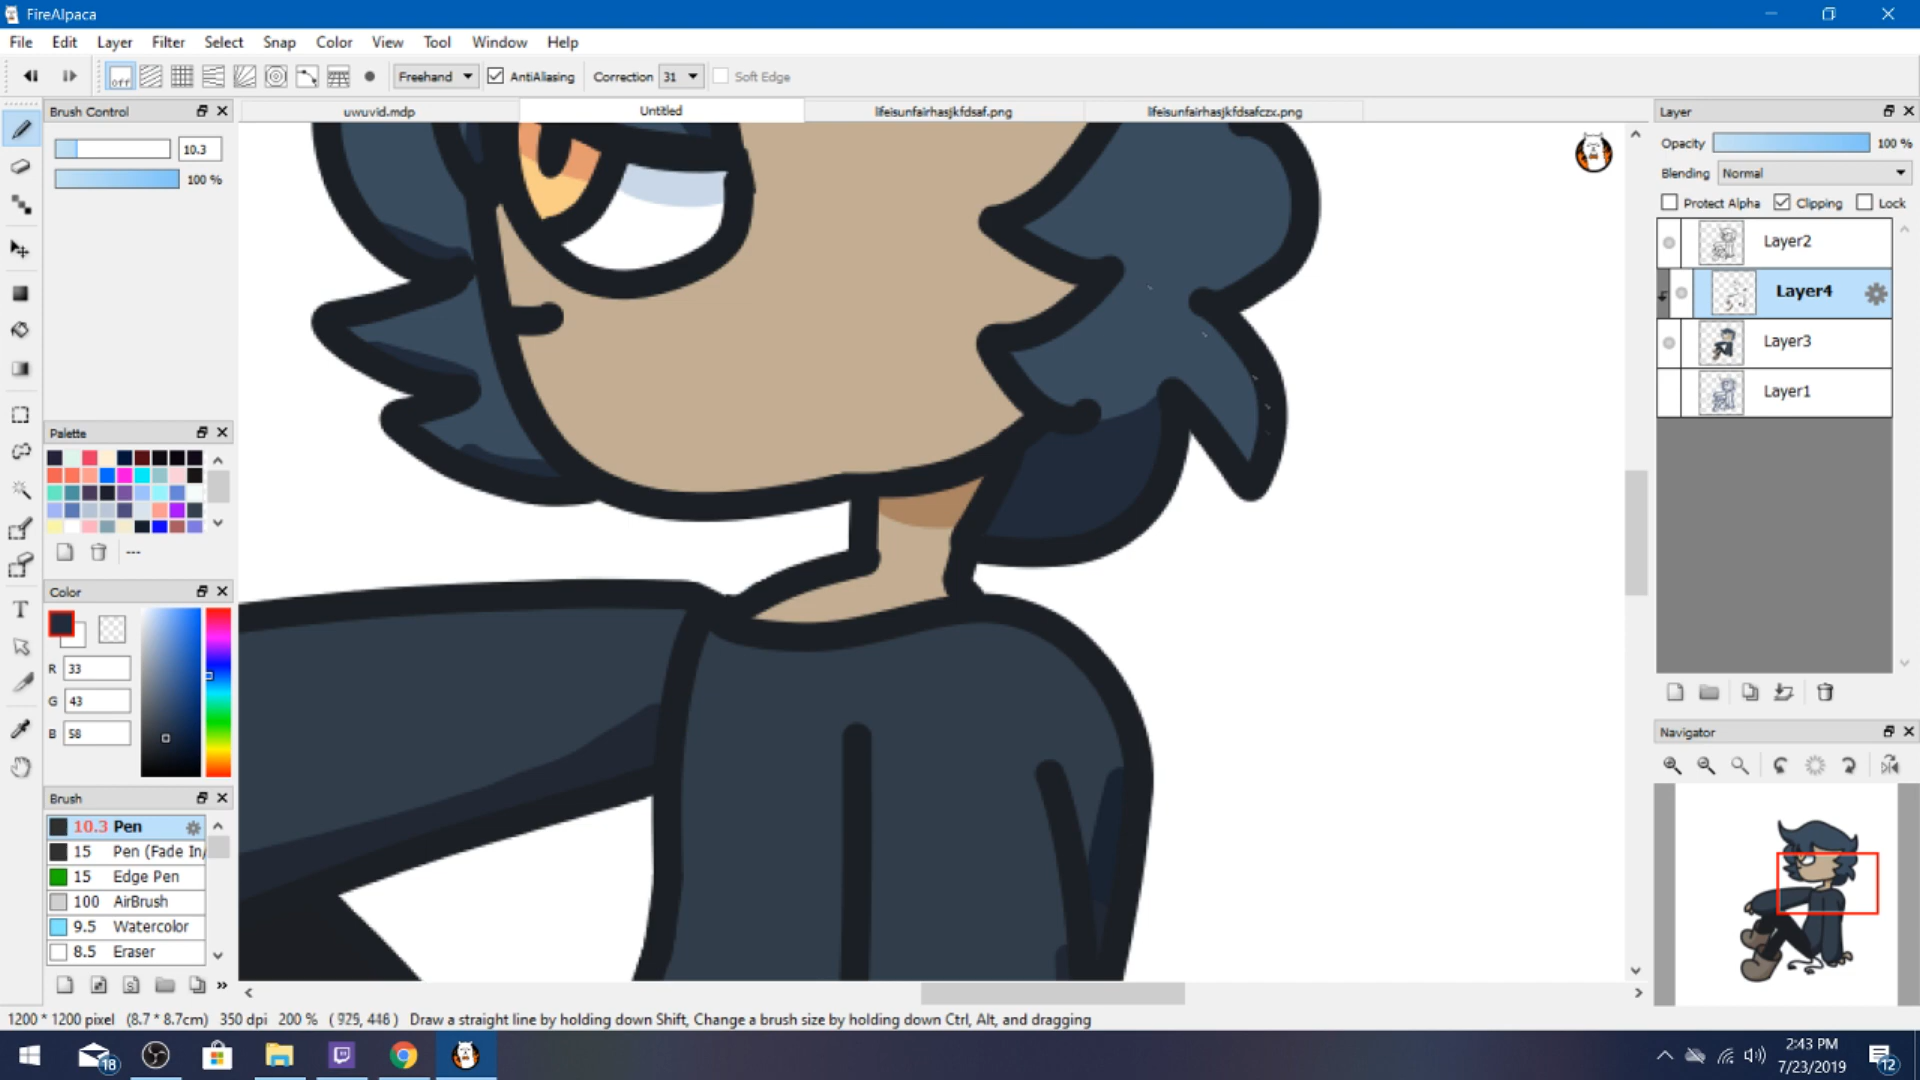 FireAlpaca
File Edit Layer Filter Select Snap Color View Tool Window Help
off Freehand AntiAliasing Correction 31 Soft Edge
Brush Control uwuvid.mdp Untitled lifeisunfairhasjkfdsaf.png lifeisunfairhasjkfdsafczx.png Layer
Opacity 100 %
10.3
Blending Normal
100 %
Protect Alpha Clipping Lock
Layer2
Layer4
Layer3
Layer1
Palette
---
Color
R 33
G 43
B 58
Navigator
Brush
10.3 Pen
15 Pen (Fade In/
15 Edge Pen
100 AirBrush
9.5 Watercolor
8.5 Eraser
S
1200 * 1200 pixel (8.7 * 8.7cm) 350 dpi 200 % ( 925, 446 ) Draw a straight line by holding down Shift, Change a brush size by holding down Ctrl, Alt, and dragging
18
2:43 PM
7/23/2019
12